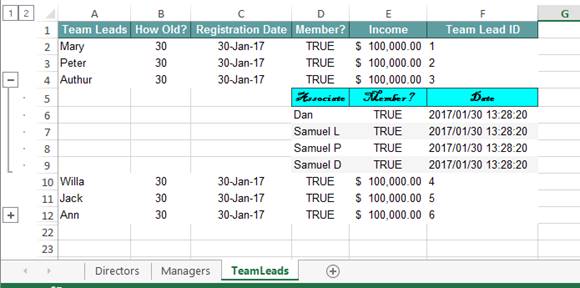 1 2
A B C D E F G
1 Team Leads How Old? Registration Date Member? Income Team Lead ID
2 Mary 30 30-Jan-17 TRUE $ 100,000.00 1
3 Peter 30 30-Jan-17 TRUE $ 100,000.00 2
4 Authur 30 30-Jan-17 TRUE $ 100,000.00 3
5 Associate Member? Date
6 Dan TRUE 2017/01/30 13:28:20
7 Samuel L TRUE 2017/01/30 13:28:20
8 Samuel P TRUE 2017/01/30 13:28:20
9 Samuel D TRUE 2017/01/30 13:28:20
10 Willa 30 30-Jan-17 TRUE $ 100,000.00 4
11 Jack 30 30-Jan-17 TRUE $ 100,000.00 5
12 Ann 30 30-Jan-17 TRUE $ 100,000.00 6
22
23
Directors Managers TeamLeads